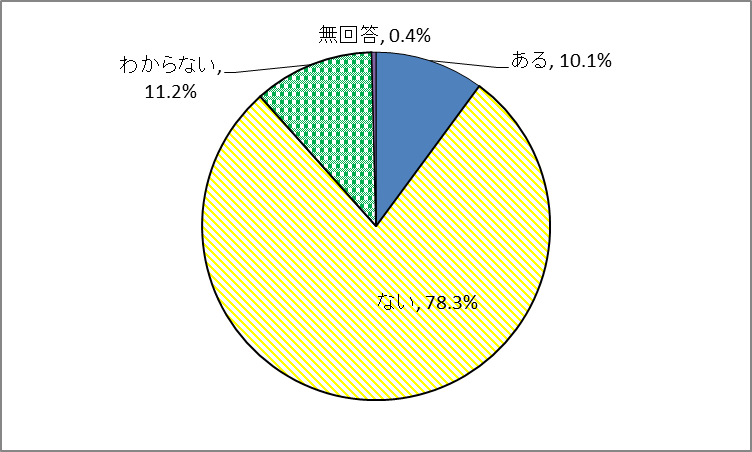 無回答, 0.4%
ある, 10.1%
わからない,
11.2%
ない, 78.3%